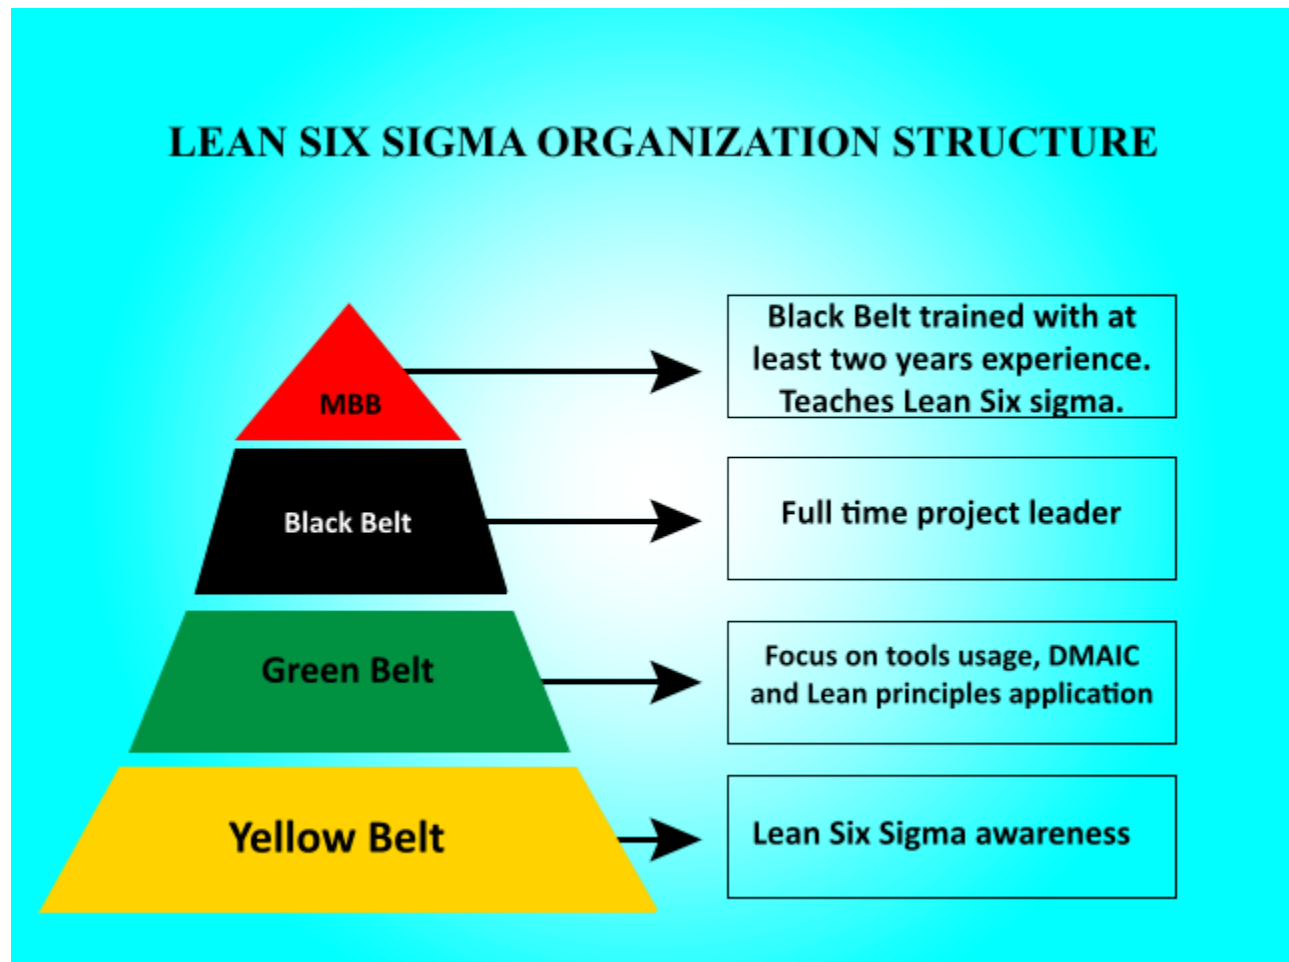 LEAN SIX SIGMA ORGANIZATION STRUCTURE
MBB
Black Belt trained with at
least two years experience.
Teaches Lean Six sigma.
Black Belt
Full time project leader
Green Belt
Focus on tools usage, DMAIC
and Lean principles application
Yellow Belt
Lean Six Sigma awareness